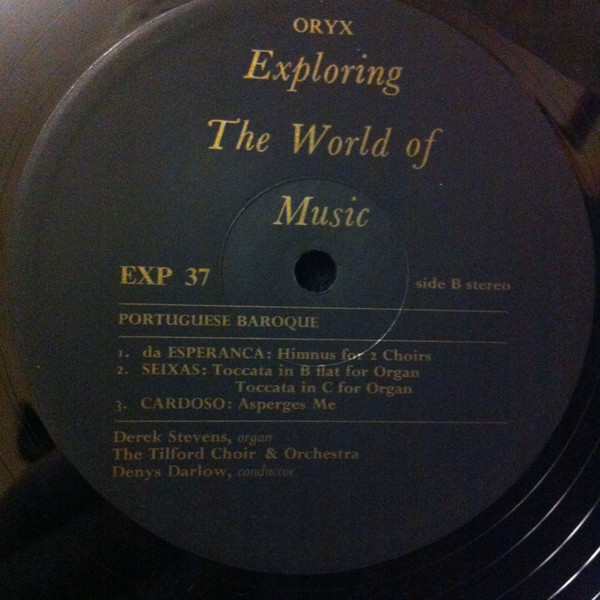 ORYX
Exploring
The World of
Music
EXP 37
side B stereo
PORTUGUESE BAROQUE
1. da ESPERANCA: Himnus for 2 Choirs
2. SEIXAS: Toccata in B flat for Organ
Toccata in C for Organ
3. CARDOSO: Asperges Me
Derek Stevens, organ
The Tilford Choir & Orchestra
Denys Darlow, conductor